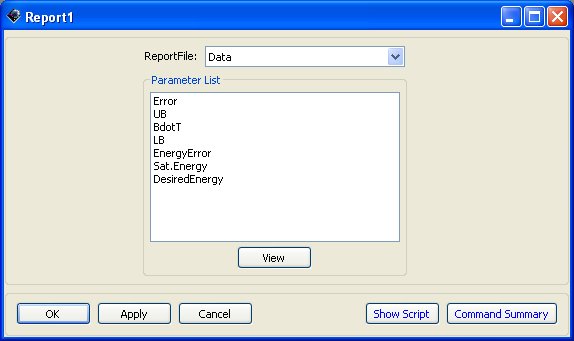 Report1
ReportFile: Data
Parameter List
Error
UB
BdotT
LB
EnergyError
Sat.Energy
DesiredEnergy
View
OK Apply Cancel Show Script Command Summary